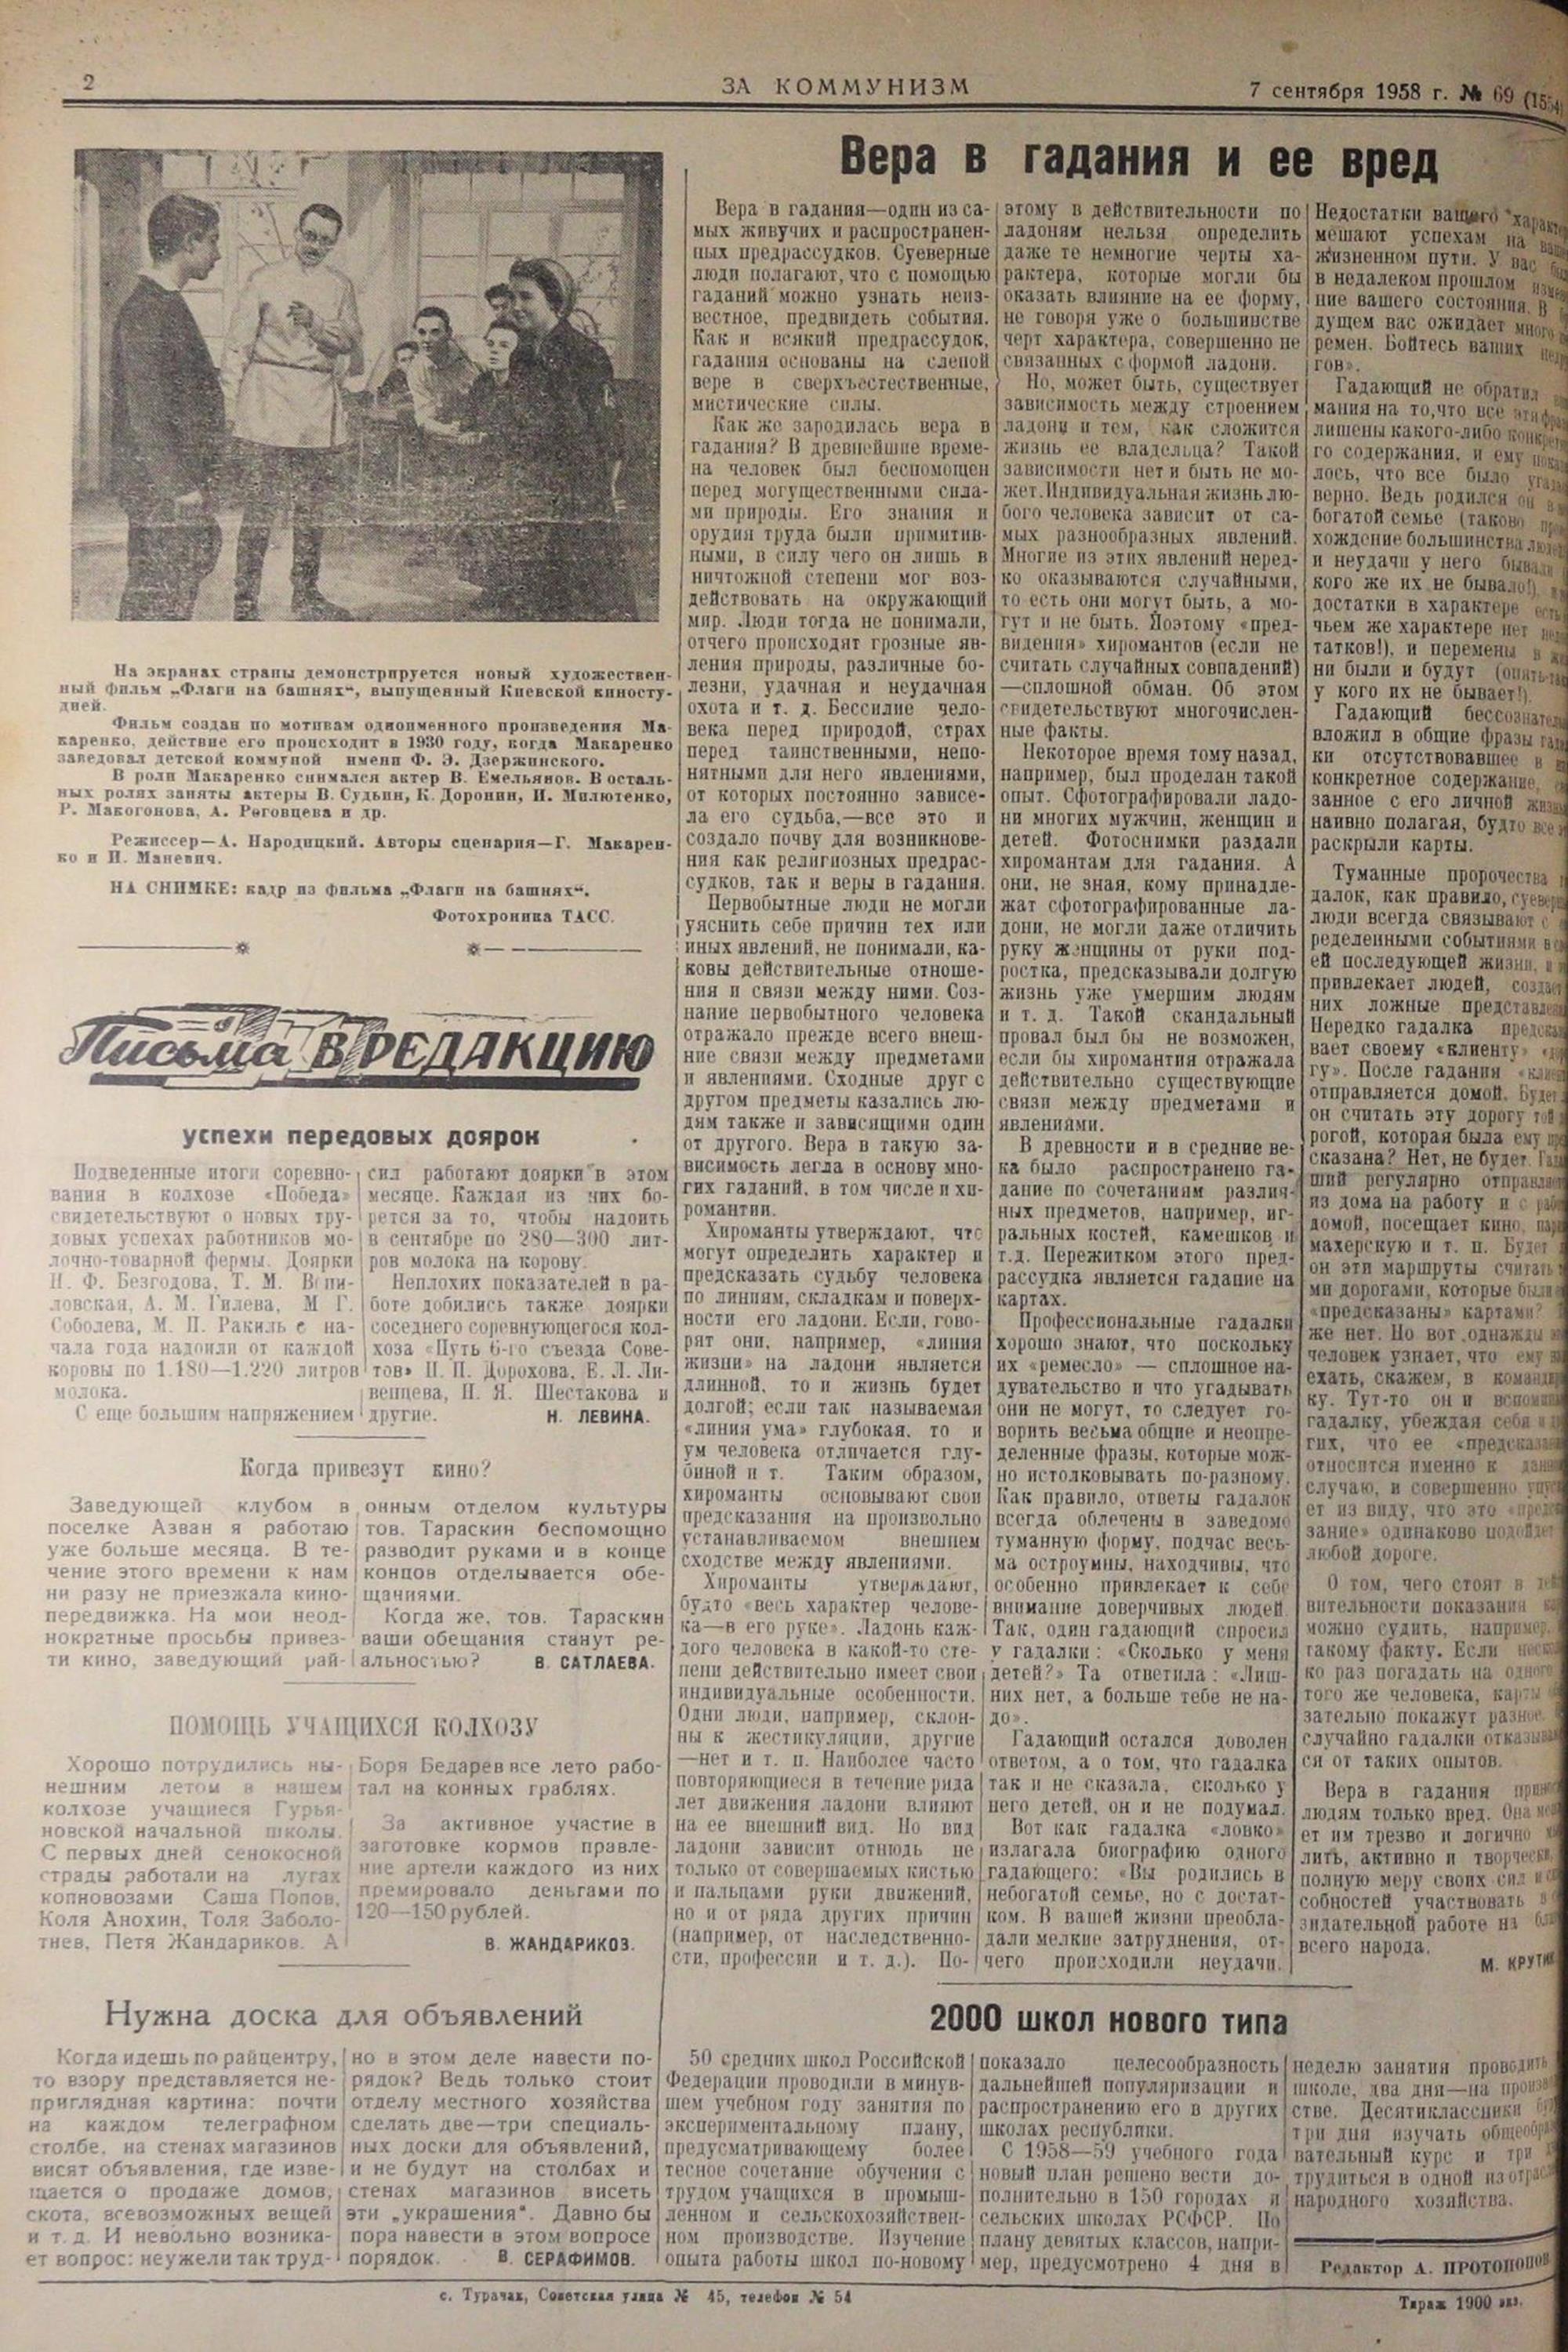 2
ЗА КОММУНИЗМ
7 сентября 1958 г. № 69 (1554)
На экранах страны демонстрируется новый художествен-
ный фильм „Флаги на башнях“, выпущенный Киевской киносту-
дией.
Фильм создан по мотивам одноименного произведения Ма-
каренко, действие его происходит в 1930 году, когда Макаренко
заведовал детской коммуной имени Ф. Э. Дзержинского.
В роли Макаренко снимался актер В. Емельянов. В осталь-
ных ролях заняты актеры В. Судьин, К. Доронин, И. Милютенко,
Р. Макогонова, А. Роговцева и др.
Режиссер—А. Народицкий. Авторы сценария—Г. Макарен-
ко и И. Маневич.
НА СНИМКЕ: кадр из фильма „Флаги на башнях“.
Фотохроника ТАСС.
Письма в РЕДАКЦИЮ
успехи передовых доярок
Подведенные итоги соревно-
вания в колхозе «Победа»
свидетельствуют о новых тру-
довых успехах работников мо-
лочно-товарной фермы. Доярки
Н. Ф. Безгодова, Т. М.
ловская, А. М. Гилева, М Г.
Соболева, М. П. Ракиль с на-
чала года надоили от каждой
коровы по 1.180—1.220 литров
молока.
С еще большим напряжением
сил работают доярки в этом
месяце. Каждая из них бо-
рется за то, чтобы надоить
в сентябре по 280—300 лит-
ров молока на корову.
Неплохих показателей в ра-
боте добились также доярки
соседнего соревнующегося кол-
хоза «Путь 6-го съезда Сове-
тов» П. П. Дорохова, Е. Л. Ли-
венцева, П. Я. Шестакова и
другие.
Н. ЛЕВИНА.
Когда привезут кино?
Заведующей клубом в
поселке Азван я работаю
уже больше месяца. В те-
чение этого времени к нам
ни разу не приезжала кино-
передвижка. На мои неод-
нократные просьбы привез-
ти кино, заведующий рай-
онным отделом культуры
тов. Тараскин беспомощно
разводит руками и в конце
концов отделывается обе-
щаниями.
Когда же, тов. Тараскин
ваши обещания станут ре-
альностью?
В. САТЛАЕВА.
ПОМОЩЬ УЧАЩИХСЯ КОЛХОЗУ
Хорошо потрудились ны-
нешним летом в нашем
колхозе учащиеся Гурья-
новской начальной школы.
С первых дней сенокосной
страды работали на лугах
копновозами Саша Попов,
Коля Анохин, Толя Заболо-
тнев, Петя Жандариков. А
Боря Бедарев все лето рабо-
тал на конных граблях.
За активное участие в
заготовке кормов правле-
ние артели каждого из них
премировало деньгами по
120—150 рублей.
В. ЖАНДАРИКОЗ.
Нужна доска для объявлений
Когда идешь по райцентру,
то взору представляется не-
приглядная картина: почти
на каждом телеграфном
столбе, на стенах магазинов
висят объявления, где изве-
щается о продаже домов,
скота, всевозможных вещей
и т. д. И невольно возника-
ет вопрос: неужели так труд-
но в этом деле навести по-
рядок? Ведь только стоит
отделу местного хозяйства
сделать две—три специаль-
ных доски для объявлений,
и не будут на столбах и
стенах магазинов висеть
эти „украшения“. Давно бы
пора навести в этом вопросе
порядок.
В. СЕРАФИМОВ.
Вера в гадания и ее вред
Вера в гадания—один из са-
мых живучих и распространен-
ных предрассудков. Суеверные
люди полагают, что с помощью
гаданий можно узнать неиз-
вестное, предвидеть события.
Как и всякий предрассудок,
гадания основаны на слепой
вере в сверхъестественные,
мистические силы.
Как же зародилась вера в
гадания? В древнейшие време-
на человек был беспомощен
перед могущественными сила-
ми природы. Его знания и
орудия труда были примитив-
ными, в силу чего он лишь в
ничтожной степени мог воз-
действовать на окружающий
мир. Люди тогда не понимали,
отчего происходят грозные яв-
ления природы, различные бо-
лезни, удачная и неудачная
охота и т. д. Бессилие чело-
века перед природой, страх
перед таинственными, непо-
нятными для него явлениями,
от которых постоянно зависе-
ла его судьба,—все это и
создало почву для возникнове-
ния как религиозных предрас-
судков, так и веры в гадания.
Первобытные люди не могли
уяснить себе причин тех или
иных явлений, не понимали, ка-
ковы действительные отноше-
ния и связи между ними. Соз-
нание первобытного человека
отражало прежде всего внеш-
ние связи между предметами
и явлениями. Сходные друг с
другом предметы казались лю-
дям также и зависящими один
от другого. Вера в такую за-
висимость легла в основу мно-
гих гаданий, в том числе и хи-
романтии.
Хироманты утверждают, что
могут определить характер и
предсказать судьбу человека
по линиям, складкам и поверх-
ности его ладони. Если, гово-
рят они, например, «линия
жизни» на ладони является
длинной, то и жизнь будет
долгой; если так называемая
«линия ума» глубокая, то и
ум человека отличается глу-
биной и т. Таким образом,
хироманты основывают свои
предсказания на произвольно
устанавливаемом внешнем
сходстве между явлениями.
Хироманты утверждают,
будто «весь характер челове-
ка—в его руке». Ладонь каж-
дого человека в какой-то сте-
пени действительно имеет свои
индивидуальные особенности.
Одни люди, например, склон-
ны к жестикуляции, другие
—нет и т. п. Наиболее часто
повторяющиеся в течение ряда
лет движения ладони влияют
на ее внешний вид. Но вид
ладони зависит отнюдь не
только от совершаемых кистью
и пальцами руки движений,
но и от ряда других причин
(например, от наследственно-
сти, профессии и т. д.). По-
этому в действительности по
ладоням нельзя определить
даже те немногие черты ха-
рактера, которые могли бы
оказать влияние на ее форму,
не говоря уже о большинстве
черт характера, совершенно не
связанных с формой ладони.
Но, может быть, существует
зависимость между строением
ладони и тем, как сложится
жизнь ее владельца? Такой
зависимости нет и быть не мо-
жет. Индивидуальная жизнь лю-
бого человека зависит от са-
мых разнообразных явлений.
Многие из этих явлений неред-
ко оказываются случайными,
то есть они могут быть, а мо-
гут и не быть. Поэтому «пред-
видения» хиромантов (если не
считать случайных совпадений)
—сплошной обман. Об этом
свидетельствуют многочислен-
ные факты.
Некоторое время тому назад,
например, был проделан такой
опыт. Сфотографировали ладо-
ни многих мужчин, женщин и
детей. Фотоснимки раздали
хиромантам для гадания. А
они, не зная, кому принадле-
жат сфотографированные ла-
дони, не могли даже отличить
руку женщины от руки под-
ростка, предсказывали долгую
жизнь уже умершим людям
и т. д. Такой скандальный
провал был бы не возможен,
если бы хиромантия отражала
действительно существующие
связи между предметами и
явлениями.
В древности и в средние ве-
ка было распространено га-
дание по сочетаниям различ-
ных предметов, например, иг-
ральных костей, камешков и
т.д. Пережитком этого пред-
рассудка является гадание на
картах.
Профессиональные гадалки
хорошо знают, что поскольку
их «ремесло» — сплошное на-
дувательство и что угадывать
они не могут, то следует го-
ворить весьма общие и неопре-
деленные фразы, которые мож-
но истолковывать по-разному.
Как правило, ответы гадалок
всегда облечены в заведомо
туманную форму, подчас весь-
ма остроумны, находчивы, что
особенно привлекает к себе
внимание доверчивых людей.
Так, один гадающий спросил
у гадалки: «Сколько у меня
детей?» Та ответила: «Лиш-
них нет, а больше тебе не на-
до».
Гадающий остался доволен
ответом, а о том, что гадалка
так и не сказала, сколько у
него детей, он и не подумал.
Вот как гадалка «ловко»
излагала биографию одного
гадающего: «Вы родились в
небогатой семье, но с достат-
ком. В вашей жизни преобла-
дали мелкие затруднения, от-
чего происходили неудачи.
Недостатки вашего
мешают успехам на
жизненном пути. У вас
в недалеком прошлом
ние вашего состояния. В
дущем вас ожидает много
ремен. Бойтесь ваших
гов».
Гадающий не обратил
мания на то, что все эти
лишены какого-либо
го содержания, и ему
лось, что все было
верно. Ведь родился он в
богатой семье (таково
хождение большинства людей
и неудачи у него бывали
кого же их не бывало!),
достатки в характере есть
чьем же характере нет
татков!), и перемены в
ни были и будут (опять-
у кого их не бывает!).
Гадающий
вложил в общие фразы
ки отсутствовавшее в
конкретное содержание,
занное с его личной
наивно полагая, будто все
раскрыли карты.
Туманные пророчества
далок, как правило,
люди всегда связывают с
ределенными событиями
ей последующей жизни,
привлекает людей,
них ложные
Нередко гадалка
вает своему «клиенту»
гу». После гадания
отправляется домой. Будет
он считать эту дорогу той
рогой, которая была ему
сказана? Нет, не будет.
ший регулярно
из дома на работу и с
домой, посещает кино,
махерскую и т. п. Будет
он эти маршруты считать
ми дорогами, которые были
«предсказаны» картами?
же нет. Но вот однажды
человек узнает, что ему
ехать, скажем, в
ку. Тут-то он и
гадалку, убеждая себя и
гих, что ее
относится именно к
случаю, и совершенно
ет из виду, что это
зание» одинаково подойдет
любой дороге.
О том, чего стоят в
вительности показания
можно судить, например,
такому факту. Если
ко раз погадать на одного
того же человека, карты
зательно покажут разное.
случайно гадалки
ся от таких опытов.
Вера в гадания
людям только вред. Она
ет им трезво и логично
лить, активно и творчески,
полную меру своих сил и
собностей участвовать в
зидательной работе на
всего народа.
М.
2000 школ нового типа
50 средних школ Российской
Федерации проводили в минув-
шем учебном году занятия по
экспериментальному плану,
предусматривающему более
тесное сочетание обучения с
трудом учащихся в промыш-
ленном и сельскохозяйствен-
ном производстве. Изучение
опыта работы школ по-новому
показало целесообразность
дальнейшей популяризации и
распространению его в других
школах республики.
С 1958—59 учебного года
новый план решено вести до-
полнительно в 150 городах и
сельских школах РСФСР. По
плану девятых классов, напри-
мер, предусмотрено 4 дня в
неделю занятия проводить
школе, два дня—на
стве. Десятиклассники
три дня изучать
вательный курс и три
трудиться в одной из
народного хозяйства.
Редактор А. ПРОТОПОПОВ
с. Турачак, Советская улица № 45, телефон № 54
Тираж 1900 экз.